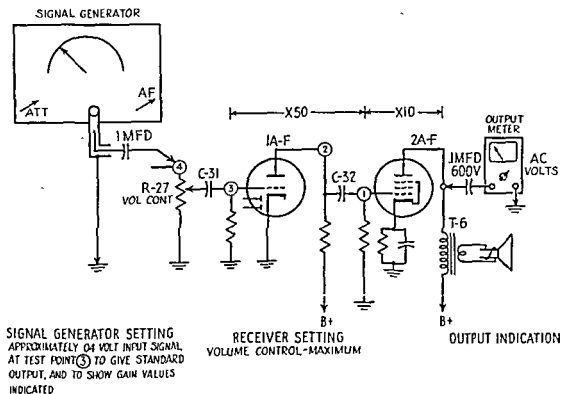 SIGNAL GENERATOR
ATT
AF
1MFD
4
R-27
VOL CONT
C-31
3
X50
X10
1A-F
2
C-32
1
2A-F
OUTPUT
METER
1MFD
600V
AC
VOLTS
T-6
B+
B+
SIGNAL GENERATOR SETTING
APPROXIMATELY .04 VOLT INPUT SIGNAL
AT TEST POINT 3 TO GIVE STANDARD
OUTPUT, AND TO SHOW GAIN VALUES
INDICATED
RECEIVER SETTING
VOLUME CONTROL-MAXIMUM
OUTPUT INDICATION